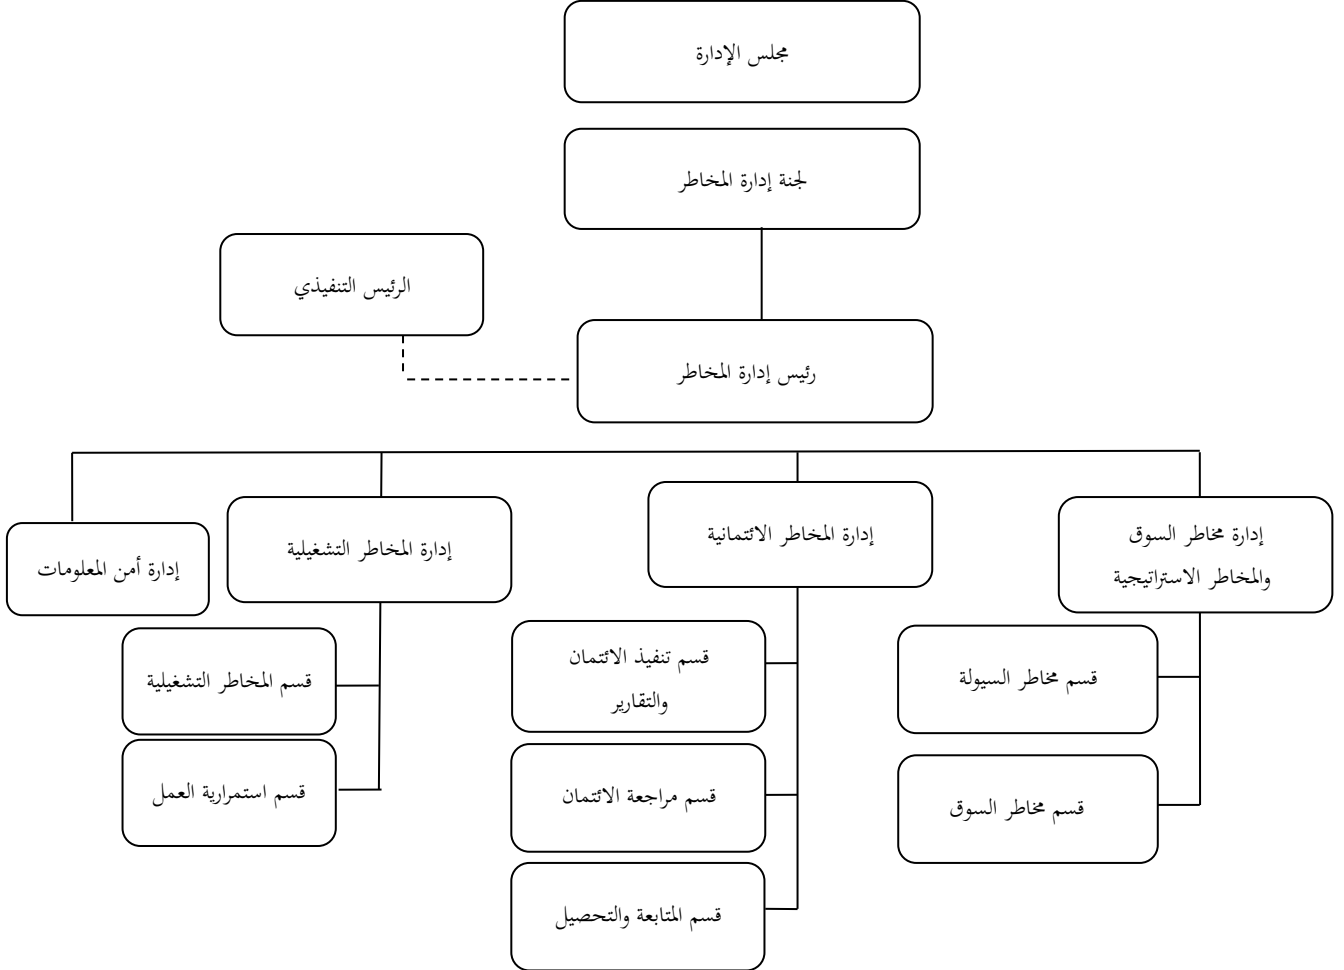 مجلس الإدارة
لجنة إدارة المخاطر
الرئيس التنفيذي
رئيس إدارة المخاطر
إدارة مخاطر السوق
والمخاطر الاستراتيجية
إدارة المخاطر الائتمانية
إدارة المخاطر التشغيلية
إدارة أمن المعلومات
قسم مخاطر السيولة
قسم مخاطر السوق
قسم تنفيذ الائتمان
والتقارير
قسم مراجعة الائتمان
قسم المتابعة والتحصيل
قسم المخاطر التشغيلية
قسم استمرارية العمل